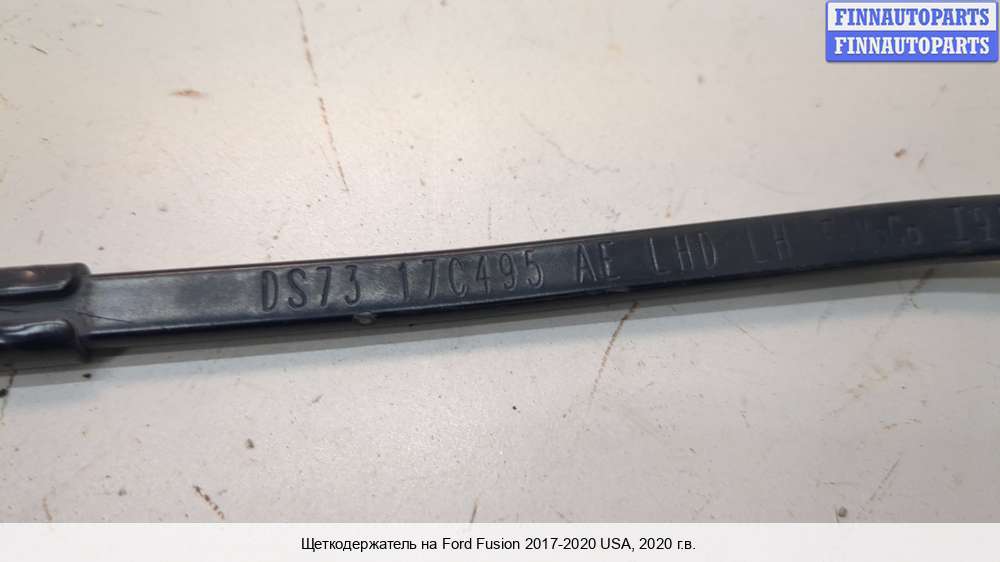 FINNAUTOPARTS
FINNAUTOPARTS
DS73 17C495 AE LHD LH
Щеткодержатель на Ford Fusion 2017-2020 USA, 2020 г.в.